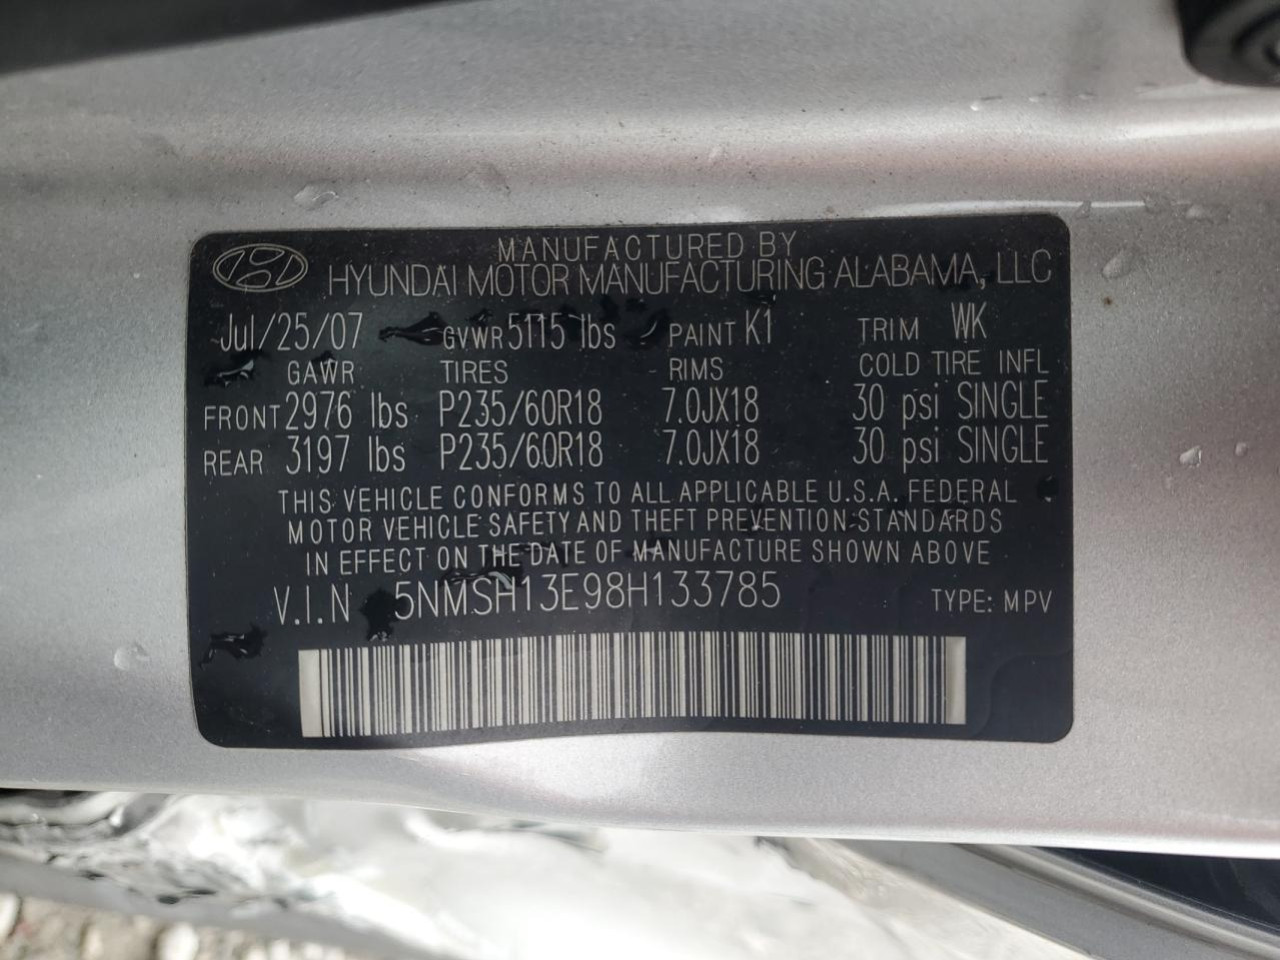 MANUFACTURED BY
HYUNDAI MOTOR MANUFACTURING ALABAMA, LLC
Jul/25/07 GVWR 5115 lbs PAINT K1 TRIM WK
GAWR TIRES RIMS COLD TIRE INFL
FRONT 2976 lbs P235/60R18 7.0JX18 30 psi SINGLE
REAR 3197 lbs P235/60R18 7.0JX18 30 psi SINGLE
THIS VEHICLE CONFORMS TO ALL APPLICABLE U.S.A. FEDERAL
MOTOR VEHICLE SAFETY AND THEFT PREVENTION STANDARDS
IN EFFECT ON THE DATE OF MANUFACTURE SHOWN ABOVE
V.I.N 5NMSH13E98H133785 TYPE: MPV